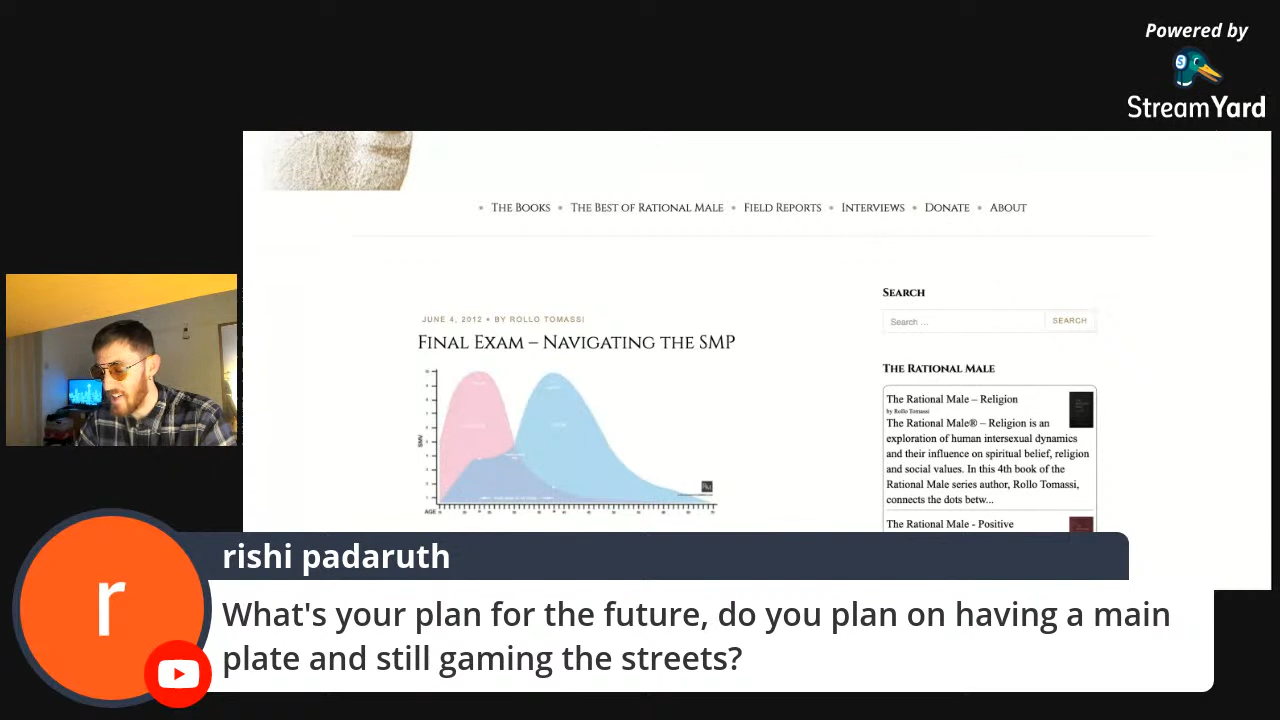 Powered by
StreamYard
• THE BOOKS • THE BEST OF RATIONAL MALE • FIELD REPORTS • INTERVIEWS • DONATE • ABOUT
JUNE 4, 2012 • BY ROLLO TOMASSI
FINAL EXAM – NAVIGATING THE SMP
SMV
AGE
SEARCH
Search …
SEARCH
THE RATIONAL MALE
The Rational Male – Religion
by Rollo Tomassi
The Rational Male® – Religion is an
exploration of human intersexual dynamics
and their influence on spiritual belief, religion
and social values. In this 4th book of the
Rational Male series author, Rollo Tomassi,
connects the dots betw...
The Rational Male - Positive
r
rishi padaruth
What's your plan for the future, do you plan on having a main
plate and still gaming the streets?